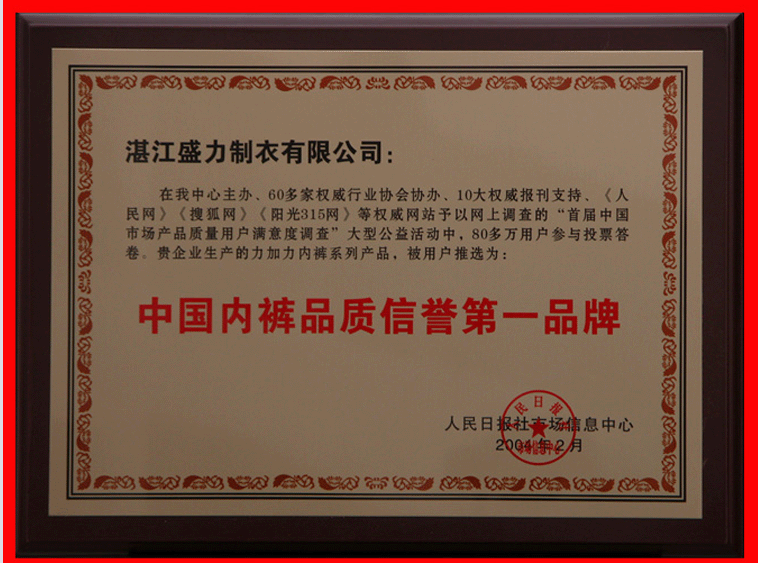 湛江盛力制衣有限公司：
在我中心主办、60多家权威行业协会协办、10大权威报刊支持、《人
民网》《搜狐网》《阳光315网》等权威网站予以网上调查的“首届中国
市场产品质量用户满意度调查”大型公益活动中，80多万用户参与投票答
卷。贵企业生产的力加力内裤系列产品，被用户推选为：
中国内裤品质信誉第一品牌
人民日报社市场信息中心
2004年2月